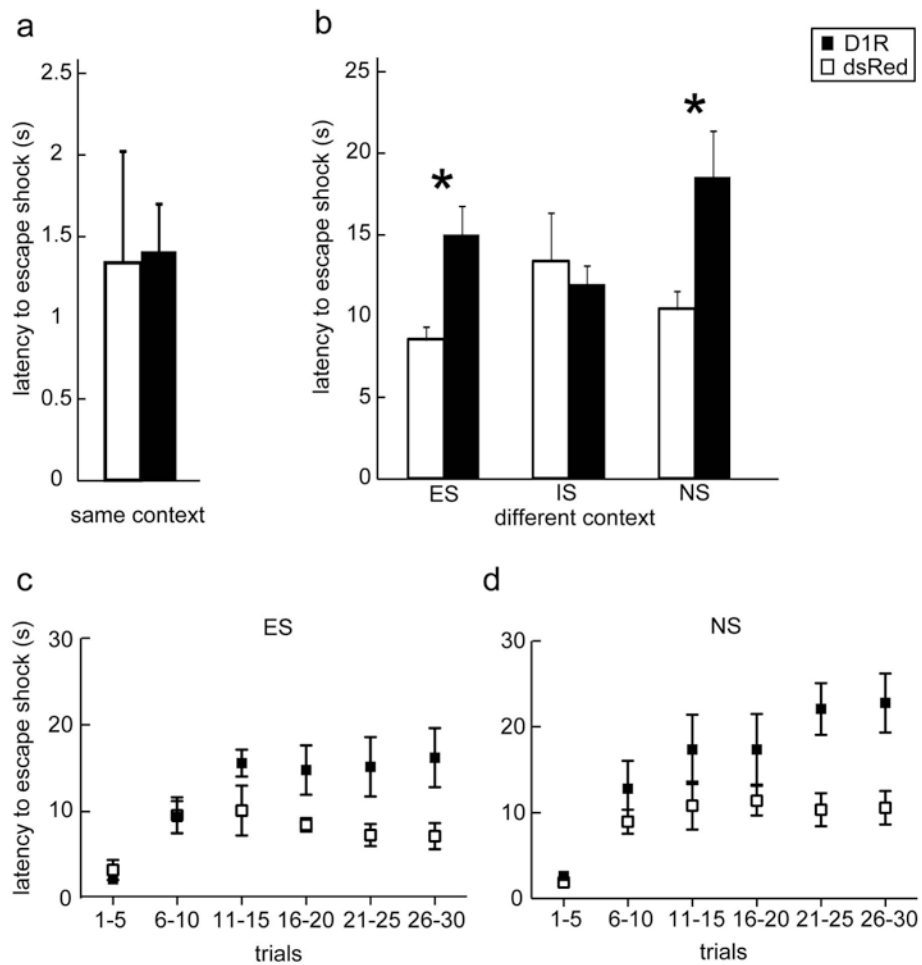 a
b
D1R
dsRed
latency to escape shock (s)
2.5
2
1.5
1
0.5
0
same context
latency to escape shock (s)
25
20
15
10
5
0
*
*
ES
IS
NS
different context
c
ES
latency to escape shock (s)
30
20
10
0
1-5 6-10 11-15 16-20 21-25 26-30
trials
d
NS
30
20
10
0
1-5 6-10 11-15 16-20 21-25 26-30
trials